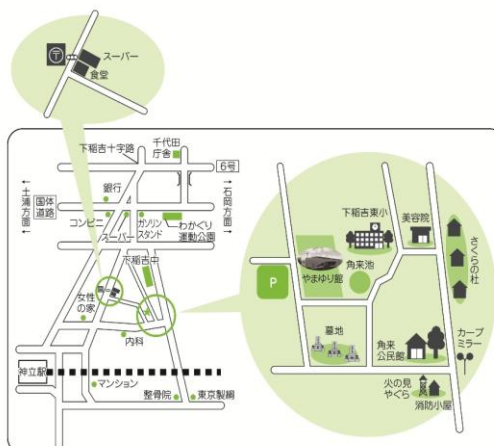 〒
スーパー
食堂
下稲吉十字路
千代田
庁舎
6号
↑
土浦方面
↓
国体
道路
銀行
コンビニ
ガソリン
スタンド
スーパー
わかぐり
運動公園
↑
石岡方面
↓
下稲吉中
女性
の家
内科
神立駅
マンション
整骨院
東京製綱
下稲吉東小
美容院
さくらの杜
やまゆり館
角来池
P
墓地
角来
公民館
カーブ
ミラー
火の見
やぐら
消防小屋